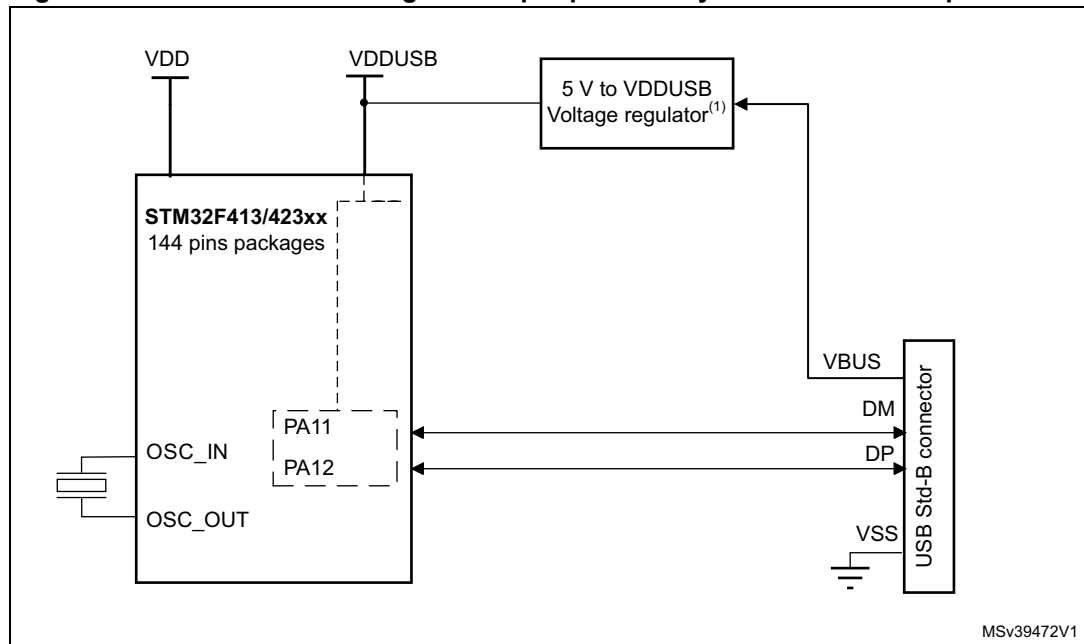 VDD
VDDUSB
5 V to VDDUSB
Voltage regulator(1)
STM32F413/423xx
144 pins packages
VBUS
DM
PA11
DP
PA12
OSC_IN
OSC_OUT
VSS
USB Std-B connector
MSv39472V1